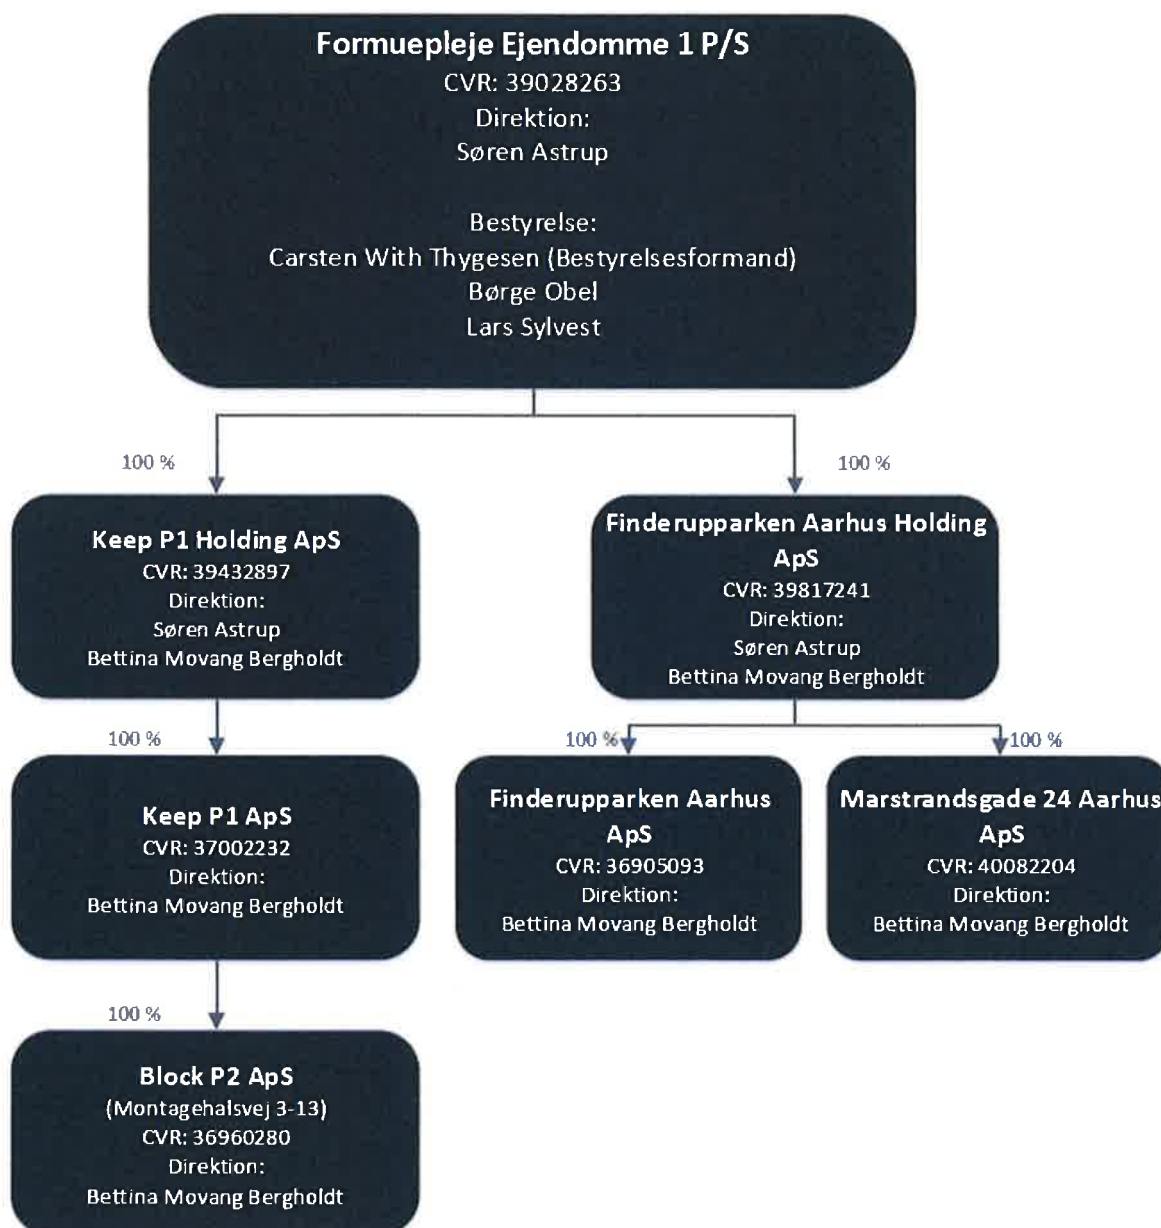 Formuepleje Ejendomme 1 P/S
CVR: 39028263
Direktion:
Søren Astrup
Bestyrelse:
Carsten With Thygesen (Bestyrelsesformand)
Børge Obel
Lars Sylvest
100 %
100 %
Keep P1 Holding ApS
CVR: 39432897
Direktion:
Søren Astrup
Bettina Movang Bergholdt
Finderupparken Aarhus Holding
ApS
CVR: 39817241
Direktion:
Søren Astrup
Bettina Movang Bergholdt
100 %
100 %
100 %
Keep P1 ApS
CVR: 37002232
Direktion:
Bettina Movang Bergholdt
Finderupparken Aarhus
ApS
CVR: 36905093
Direktion:
Bettina Movang Bergholdt
Marstrandsgade 24 Aarhus
ApS
CVR: 40082204
Direktion:
Bettina Movang Bergholdt
100 %
Block P2 ApS
(Montagehalsvej 3-13)
CVR: 36960280
Direktion:
Bettina Movang Bergholdt